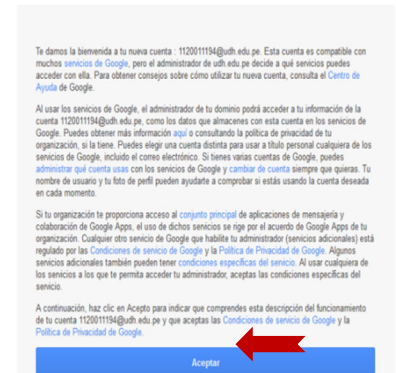 Te damos la bienvenida a tu nueva cuenta : 1120011194@udh.edu.pe. Esta cuenta es compatible con
muchos servicios de Google, pero el administrador de udh.edu.pe decide a qué servicios puedes
acceder con ella. Para obtener consejos sobre cómo utilizar tu nueva cuenta, consulta el Centro de
Ayuda de Google.
Al usar los servicios de Google, el administrador de tu dominio podrá acceder a tu información de la
cuenta 1120011194@udh.edu.pe, como los datos que almacenes con esta cuenta en los servicios de
Google. Puedes obtener más información aquí o consultando la política de privacidad de tu
organización, si la tiene. Puedes elegir una cuenta distinta para usar a título personal cualquiera de los
servicios de Google, incluido el correo electrónico. Si tienes varias cuentas de Google, puedes
administrar qué cuenta usas con los servicios de Google y cambiar de cuenta siempre que quieras. Tu
nombre de usuario y tu foto de perfil pueden ayudarte a comprobar si estás usando la cuenta deseada
en cada momento.
Si tu organización te proporciona acceso al conjunto principal de aplicaciones de mensajería y
colaboración de Google Apps, el uso de dichos servicios se rige por el acuerdo de Google Apps de tu
organización. Cualquier otro servicio de Google que habilite tu administrador (servicios adicionales) está
regulado por las Condiciones de servicio de Google y la Política de Privacidad de Google. Algunos
servicios adicionales también pueden tener condiciones específicas del servicio. Al usar cualquiera de
los servicios a los que te permita acceder tu administrador, aceptas las condiciones específicas del
servicio.
A continuación, haz clic en Acepto para indicar que comprendes esta descripción del funcionamiento
de tu cuenta 1120011194@udh.edu.pe y que aceptas las Condiciones de servicio de Google y la
Política de Privacidad de Google.
Aceptar